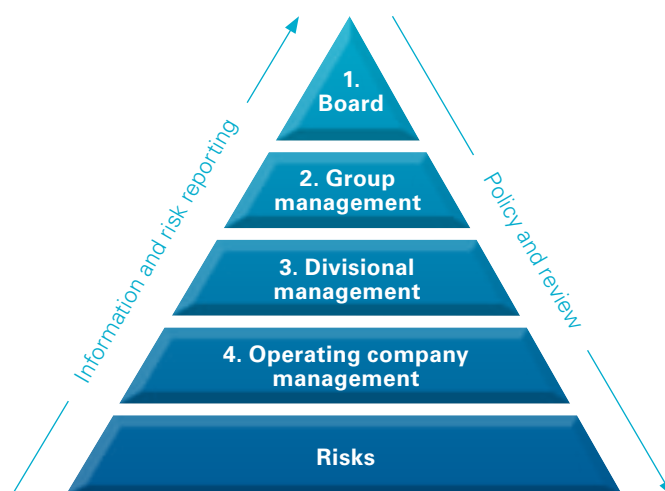 1.
Board
2. Group
management
3. Divisional
management
4. Operating company
management
Risks
Information and risk reporting
Policy and review